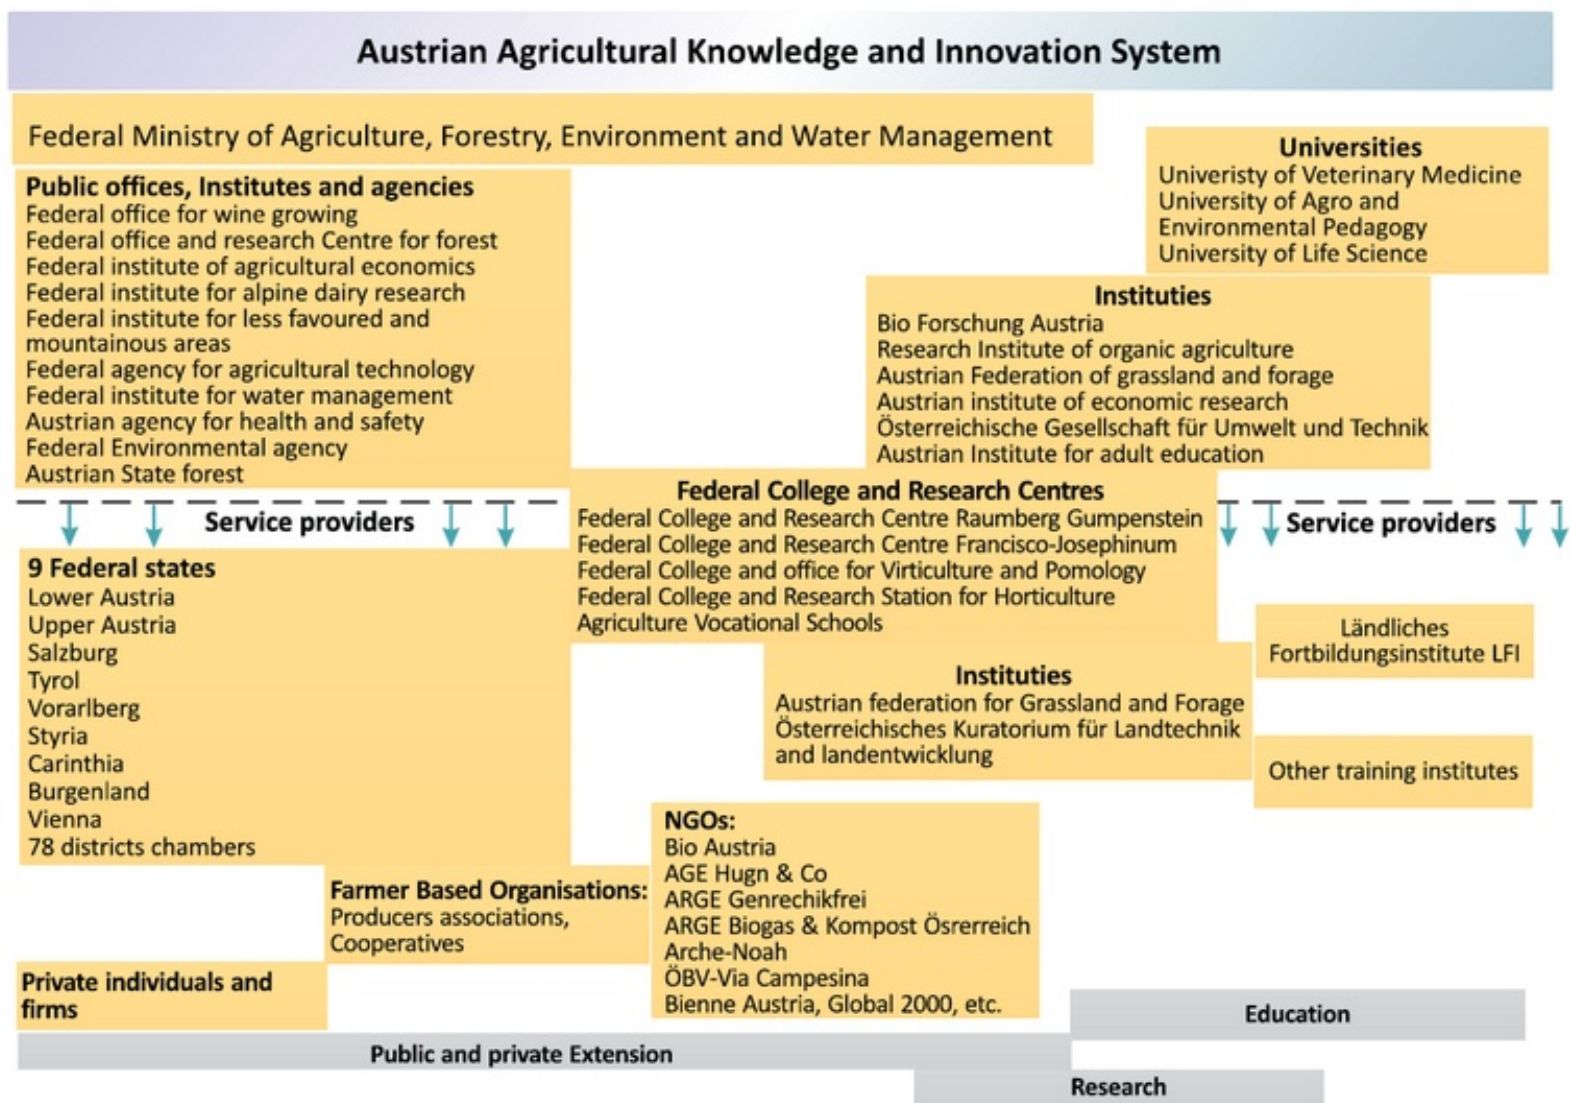 Austrian Agricultural Knowledge and Innovation System
Federal Ministry of Agriculture, Forestry, Environment and Water Management
Public offices, Institutes and agencies
Federal office for wine growing
Federal office and research Centre for forest
Federal institute of agricultural economics
Federal institute for alpine dairy research
Federal institute for less favoured and
mountainous areas
Federal agency for agricultural technology
Federal institute for water management
Austrian agency for health and safety
Federal Environmental agency
Austrian State forest
Universities
Univeristy of Veterinary Medicine
University of Agro and
Environmental Pedagogy
University of Life Science
Instituties
Bio Forschung Austria
Research Institute of organic agriculture
Austrian Federation of grassland and forage
Austrian institute of economic research
Österreichische Gesellschaft für Umwelt und Technik
Austrian Institute for adult education
Federal College and Research Centres
Federal College and Research Centre Raumberg Gumpenstein
Federal College and Research Centre Francisco-Josephinum
Federal College and office for Virticulture and Pomology
Federal College and Research Station for Horticulture
Agriculture Vocational Schools
Service providers
Service providers
9 Federal states
Lower Austria
Upper Austria
Salzburg
Tyrol
Vorarlberg
Styria
Carinthia
Burgenland
Vienna
78 districts chambers
Ländliches
Fortbildungsinstitute LFI
Instituties
Austrian federation for Grassland and Forage
Österreichisches Kuratorium für Landtechnik
and landentwicklung
Other training institutes
NGOs:
Bio Austria
AGE Hugn & Co
ARGE Genrechikfrei
ARGE Biogas & Kompost Ösrerreich
Arche-Noah
ÖBV-Via Campesina
Bienne Austria, Global 2000, etc.
Farmer Based Organisations:
Producers associations,
Cooperatives
Private individuals and
firms
Education
Public and private Extension
Research